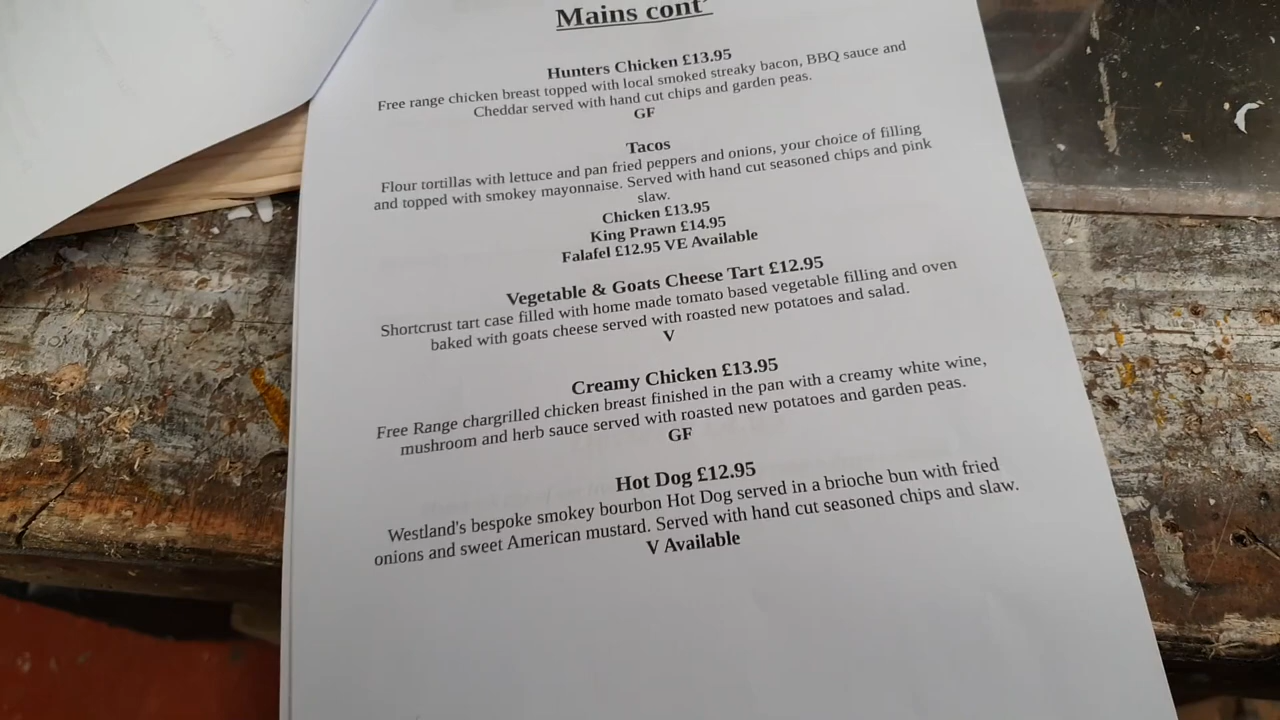 Mains cont'
Hunters Chicken £13.95
Free range chicken breast topped with local smoked streaky bacon, BBQ sauce and
Cheddar served with hand cut chips and garden peas.
GF
Tacos
Flour tortillas with lettuce and pan fried peppers and onions, your choice of filling
and topped with smokey mayonnaise. Served with hand cut seasoned chips and pink
slaw.
Chicken £13.95
King Prawn £14.95
Falafel £12.95 VE Available
Vegetable & Goats Cheese Tart £12.95
Shortcrust tart case filled with home made tomato based vegetable filling and oven
baked with goats cheese served with roasted new potatoes and salad.
V
Creamy Chicken £13.95
Free Range chargrilled chicken breast finished in the pan with a creamy white wine,
mushroom and herb sauce served with roasted new potatoes and garden peas.
GF
Hot Dog £12.95
Westland's bespoke smokey bourbon Hot Dog served in a brioche bun with fried
onions and sweet American mustard. Served with hand cut seasoned chips and slaw.
V Available